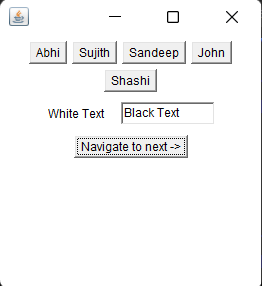 Abhi Sujith Sandeep John
Shashi
White Text Black Text
Navigate to next ->